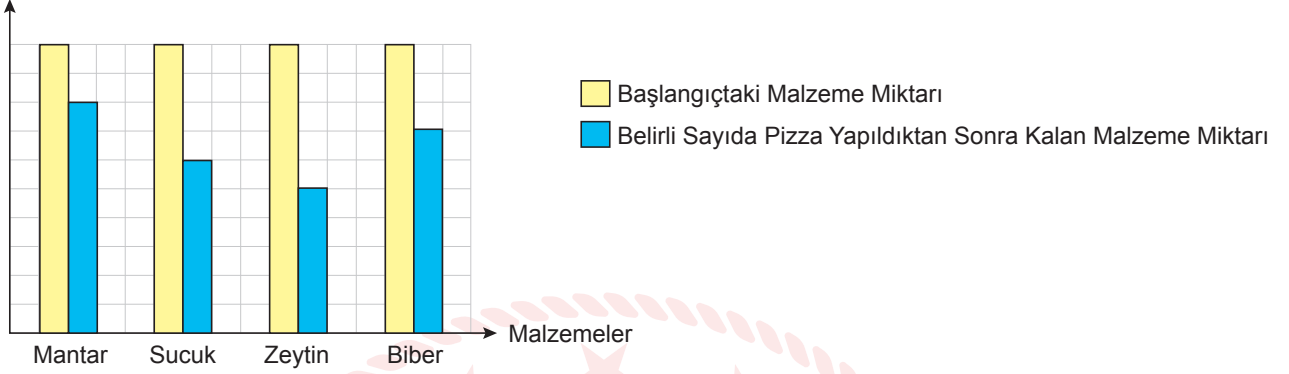 Başlangıçtaki Malzeme Miktarı
Belirli Sayıda Pizza Yapıldıktan Sonra Kalan Malzeme Miktarı
Malzemeler
Mantar Sucuk Zeytin Biber